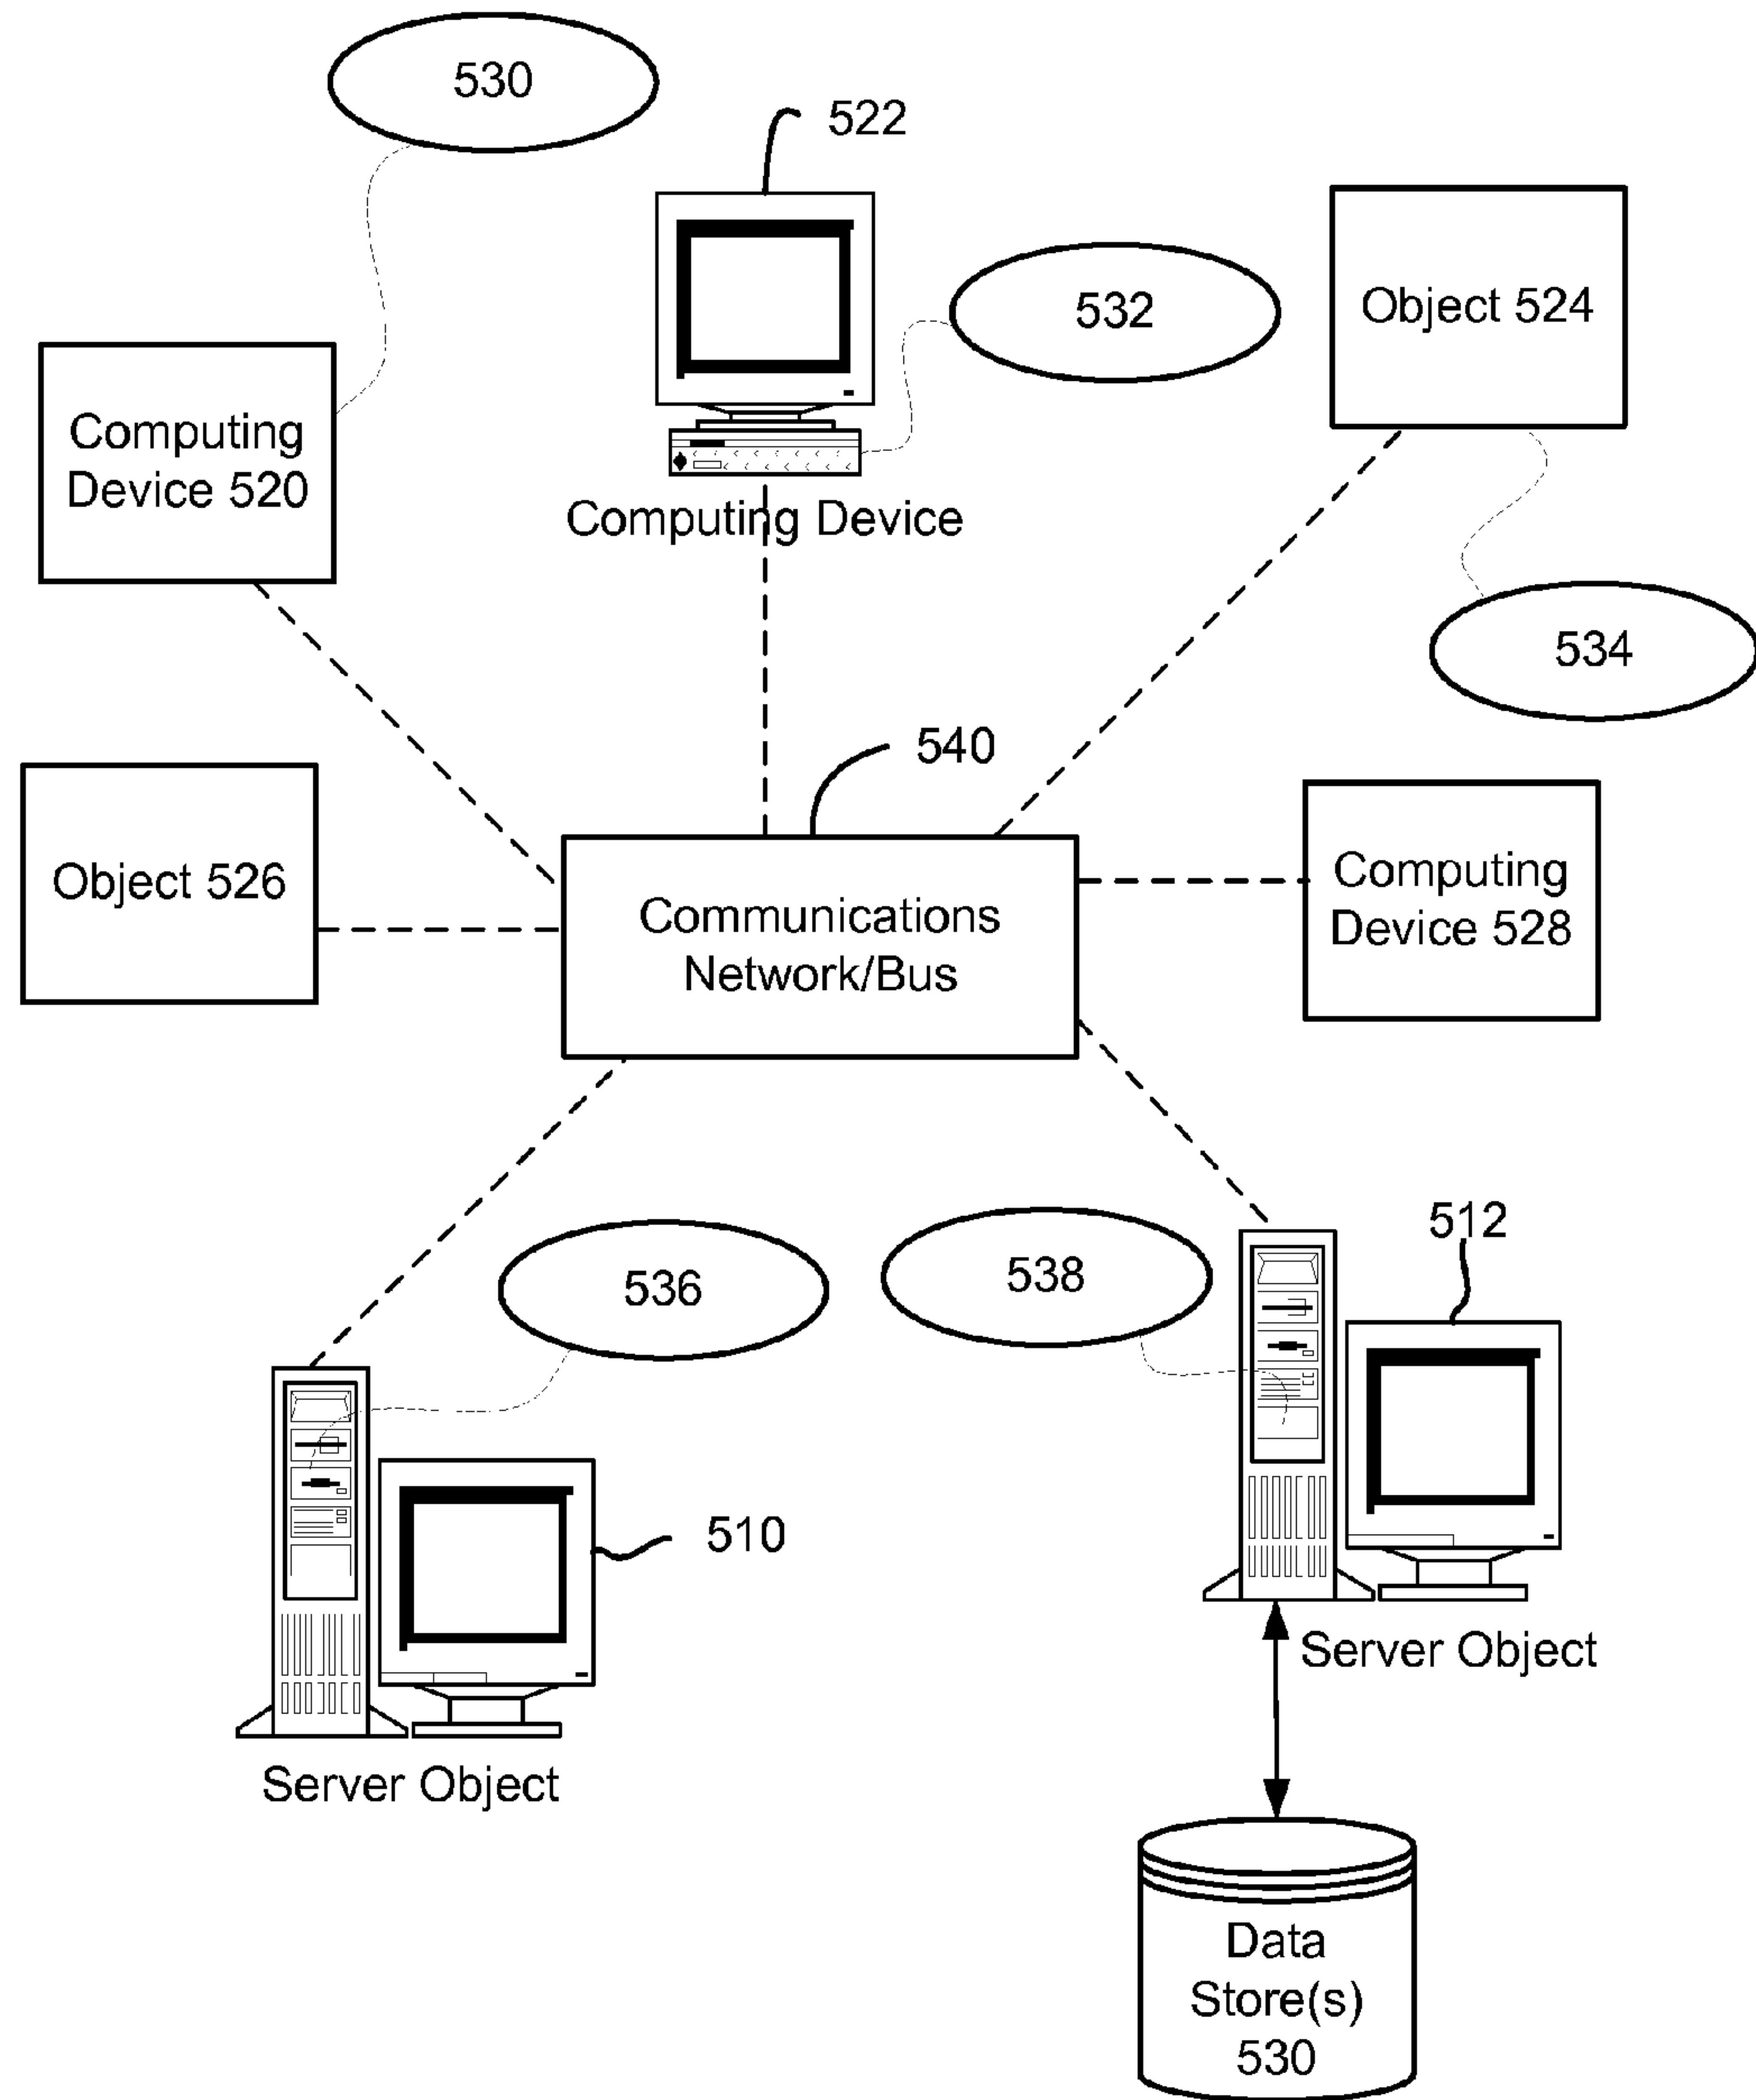 530
522
532
Object 524
Computing
Device 520
Computing Device
534
540
Object 526
Communications
Network/Bus
Computing
Device 528
536
538
512
510
Server Object
Server Object
Data
Store(s)
530